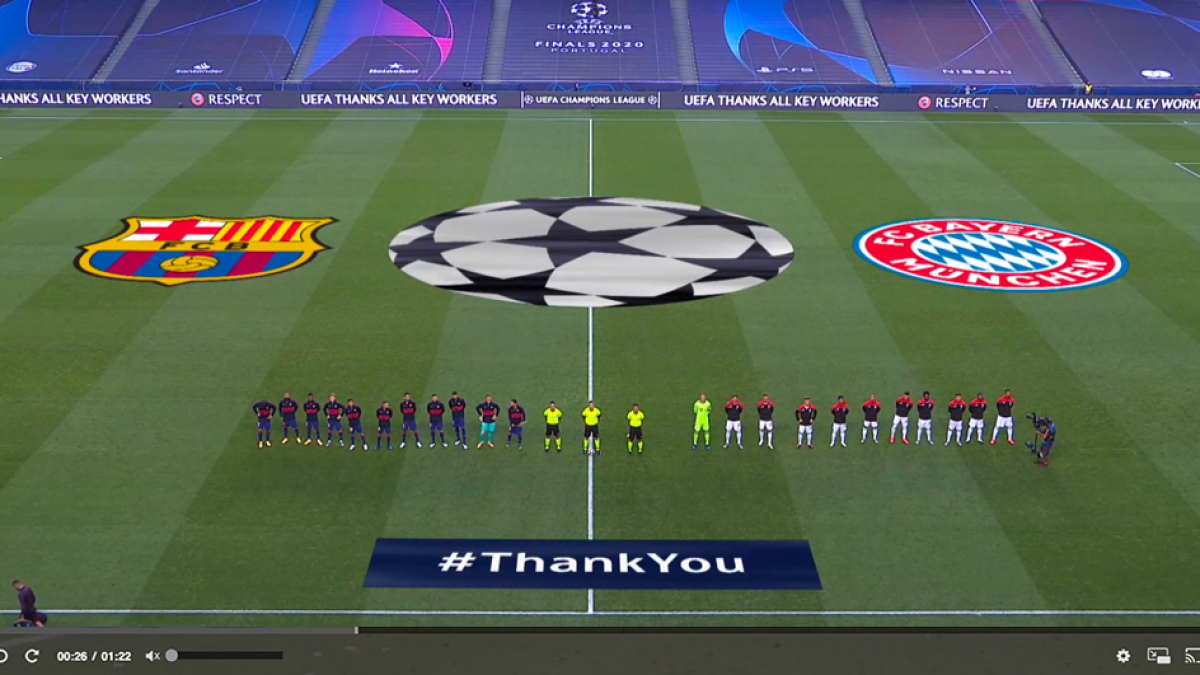 CHAMPIONS
LEAGUE
FINALS 2020
PORTUGAL
Santander
Heineken
PS5
NISSAN
HANKS ALL KEY WORKERS
RESPECT
UEFA THANKS ALL KEY WORKERS
UEFA CHAMPIONS LEAGUE
UEFA THANKS ALL KEY WORKERS
RESPECT
UEFA THANKS ALL KEY WORK
FCB
FC BAYERN
MÜNCHEN
#ThankYou
00:26 / 01:22